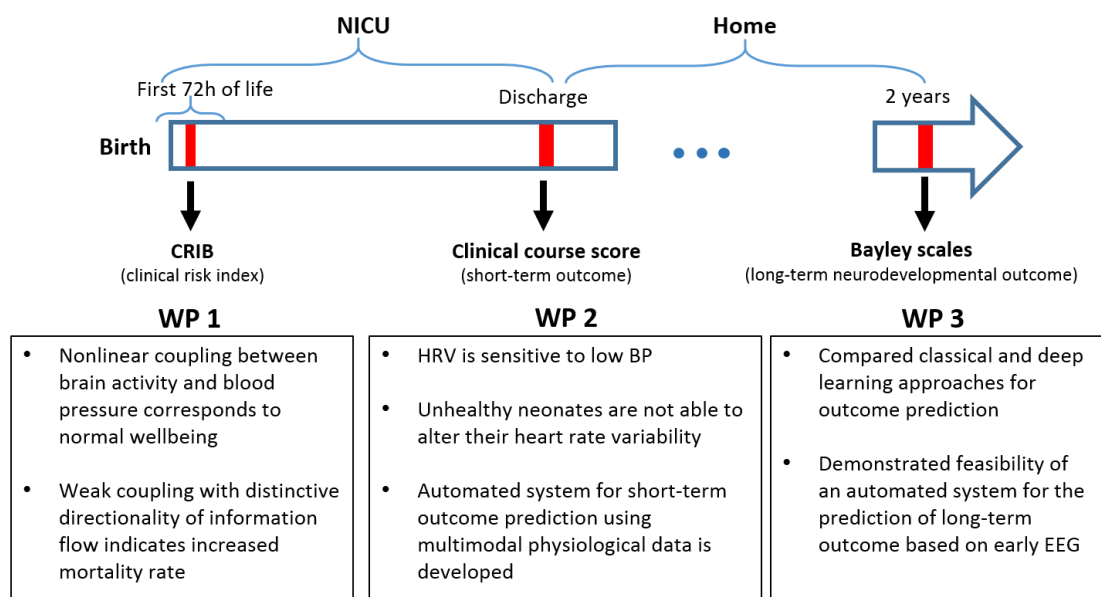 NICU
Home
First 72h of life
Discharge
2 years
Birth
CRIB
(clinical risk index)
Clinical course score
(short-term outcome)
Bayley scales
(long-term neurodevelopmental outcome)
WP 1
• Nonlinear coupling between
brain activity and blood
pressure corresponds to
normal wellbeing
• Weak coupling with distinctive
directionality of information
flow indicates increased
mortality rate
WP 2
• HRV is sensitive to low BP
• Unhealthy neonates are not able to
alter their heart rate variability
• Automated system for short-term
outcome prediction using
multimodal physiological data is
developed
WP 3
• Compared classical and deep
learning approaches for
outcome prediction
• Demonstrated feasibility of
an automated system for the
prediction of long-term
outcome based on early EEG